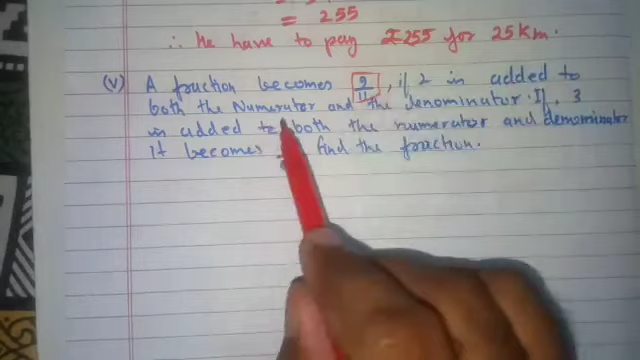 = 255
∴ He have to pay ₹255 for 25 km.
(V) A fraction becomes 9/11, if 2 is added to
both the Numerator and the denominator. If, 3
is added to both the numerator and denominator
it becomes find the fraction.